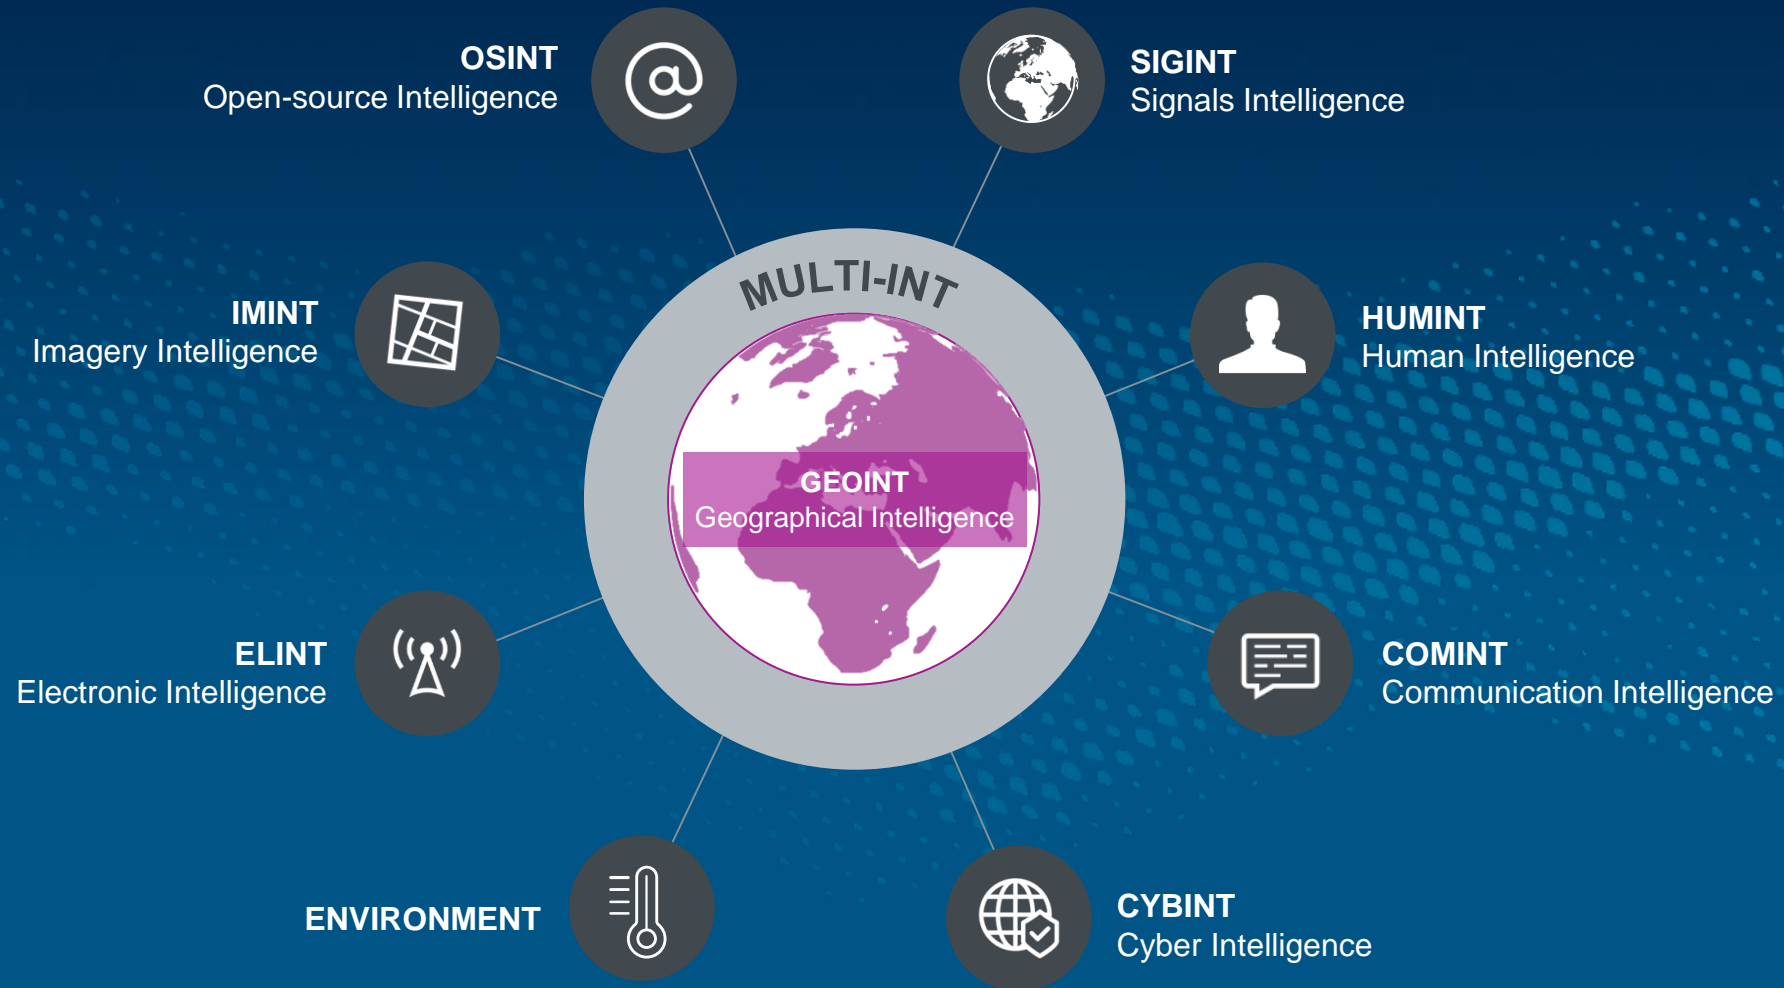 OSINT
Open-source Intelligence
SIGINT
Signals Intelligence
MULTI-INT
IMINT
Imagery Intelligence
HUMINT
Human Intelligence
GEOINT
Geographical Intelligence
ELINT
Electronic Intelligence
COMINT
Communication Intelligence
ENVIRONMENT
CYBINT
Cyber Intelligence